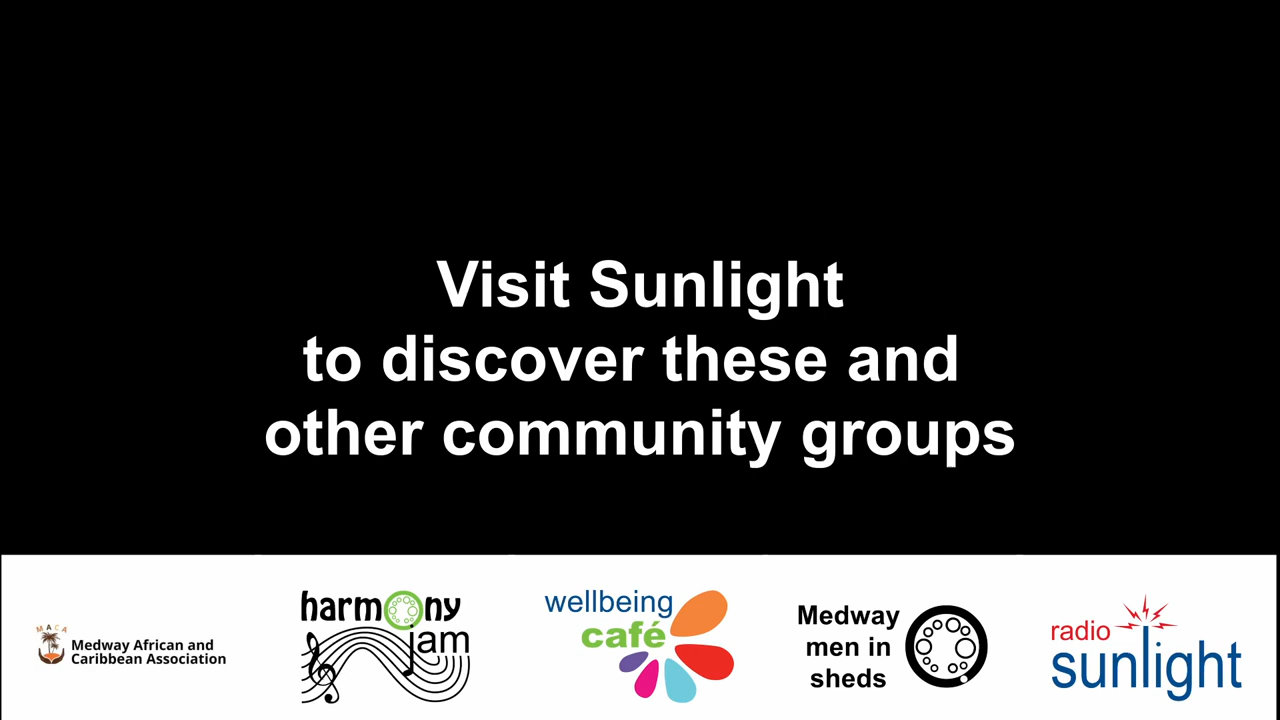 Visit Sunlight
to discover these and
other community groups
MACA
Medway African and
Caribbean Association
harmony
jam
wellbeing
café
Medway
men in
sheds
radio
sunlight